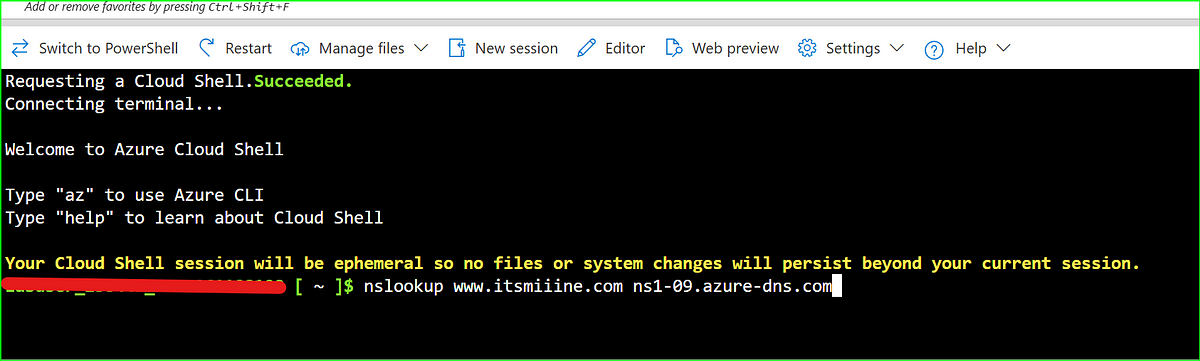 Add or remove favorites by pressing Ctrl+Shift+F
Switch to PowerShell Restart Manage files New session Editor Web preview Settings Help
Requesting a Cloud Shell.Succeeded.
Connecting terminal...
Welcome to Azure Cloud Shell
Type "az" to use Azure CLI
Type "help" to learn about Cloud Shell
Your Cloud Shell session will be ephemeral so no files or system changes will persist beyond your current session.
[ ~ ]$ nslookup www.itsmiiine.com ns1-09.azure-dns.com